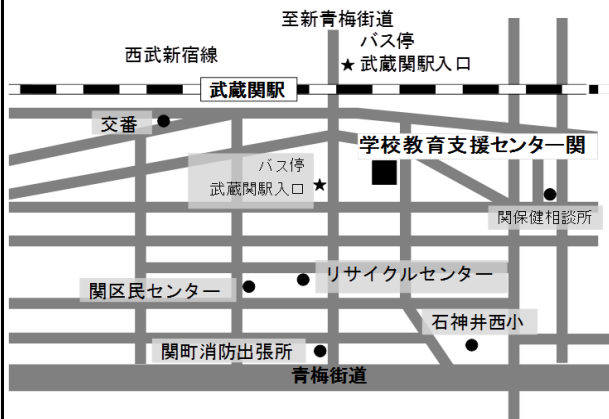 至新青梅街道
バス停
★ 武蔵関駅入口
西武新宿線
武蔵関駅
交番
学校教育支援センター関
バス停
武蔵関駅入口 ★
関保健相談所
リサイクルセンター
関区民センター
石神井西小
関町消防出張所
青梅街道